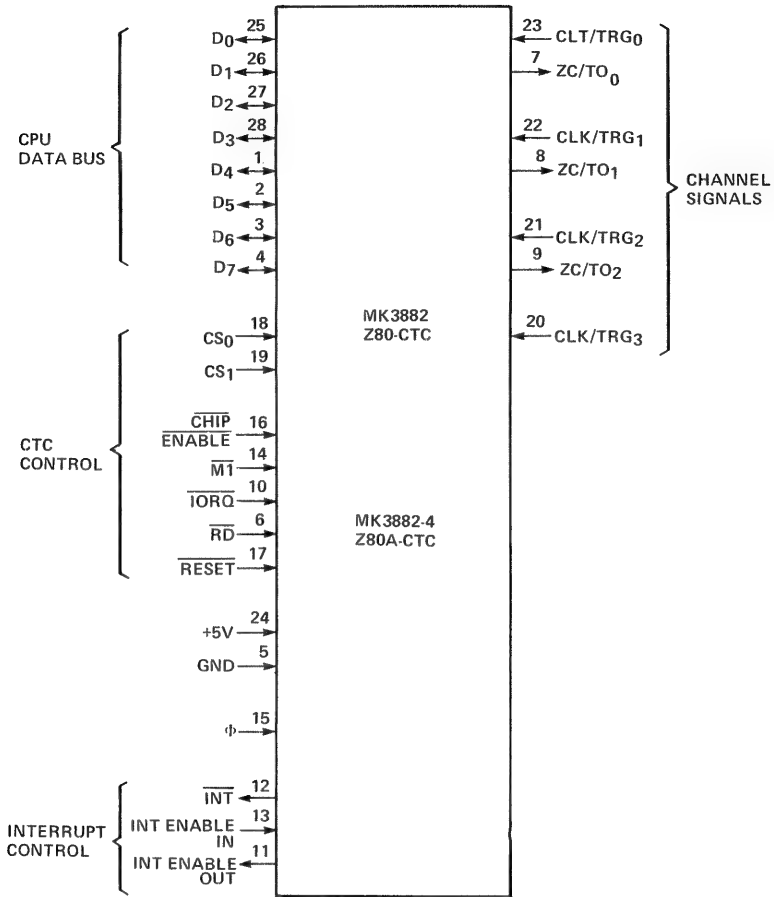 CPU
DATA BUS
D0 25
D1 26
D2 27
D3 28
D4 1
D5 2
D6 3
D7 4
CTC
CONTROL
CS0 18
CS1 19
CHIP
ENABLE 16
M1 14
IORQ 10
RD 6
RESET 17
+5V 24
GND 5
Φ 15
INTERRUPT
CONTROL
INT 12
INT ENABLE
IN 13
INT ENABLE
OUT 11
MK3882
Z80-CTC
MK3882-4
Z80A-CTC
23 CLT/TRG0
7 ZC/TO0
22 CLK/TRG1
8 ZC/TO1
21 CLK/TRG2
9 ZC/TO2
20 CLK/TRG3
CHANNEL
SIGNALS